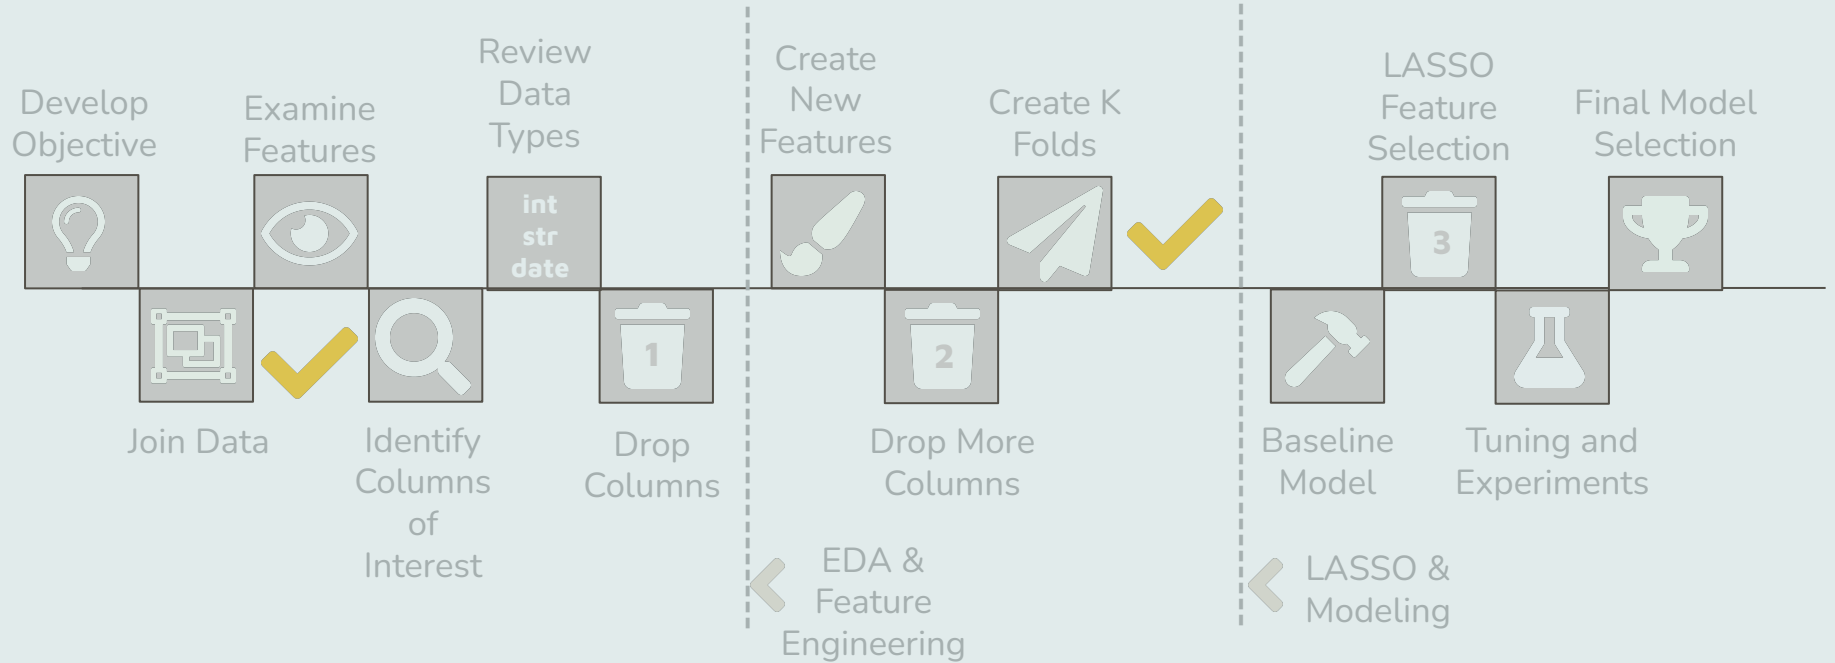 Develop
Objective
Join Data
Examine
Features
Identify
Columns
of
Interest
Review
Data
Types
int
str
date
1
Drop
Columns
Create
New
Features
2
Drop More
Columns
Create K
Folds
EDA &
Feature
Engineering
Baseline
Model
LASSO
Feature
Selection
3
Tuning and
Experiments
Final Model
Selection
LASSO &
Modeling